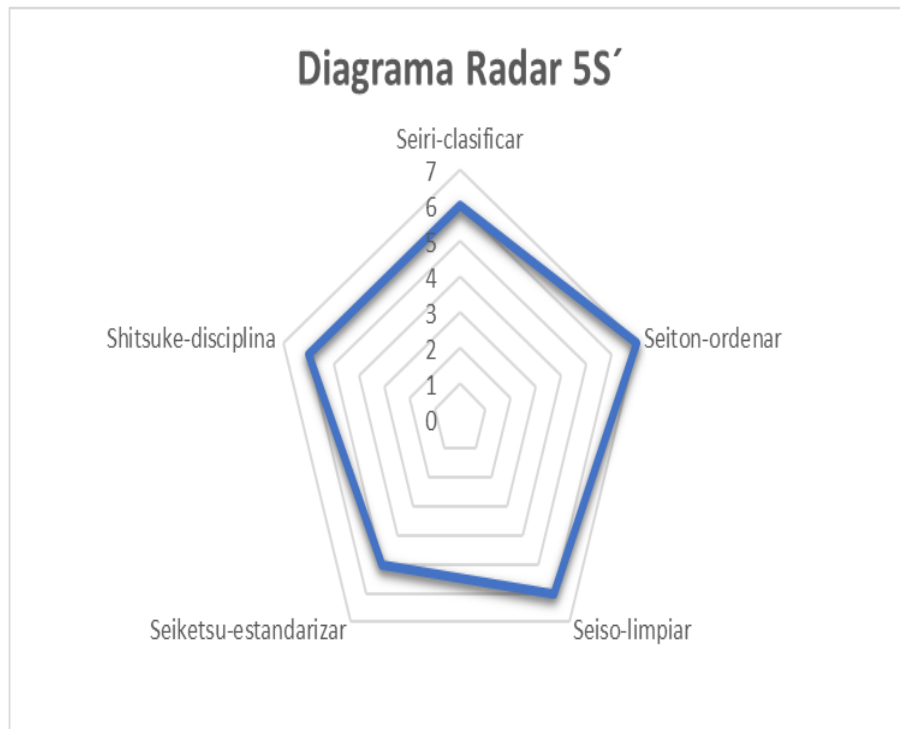 Diagrama Radar 5S´
Seiri-clasificar
7
6
5
4
3
2
1
0
Shitsuke-disciplina
Seiton-ordenar
Seiketsu-estandarizar
Seiso-limpiar